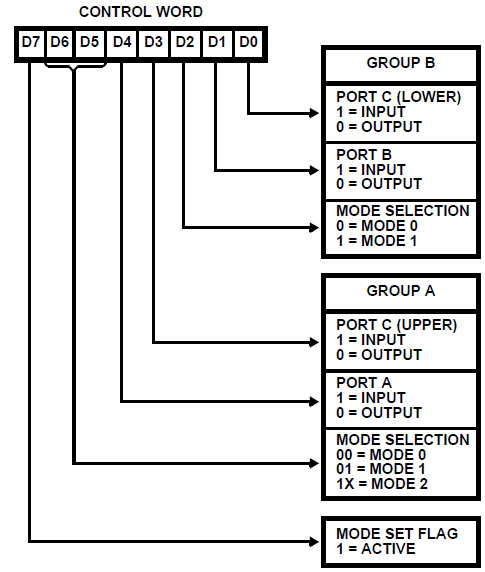 CONTROL WORD
D7 D6 D5 D4 D3 D2 D1 D0
GROUP B
PORT C (LOWER)
1 = INPUT
0 = OUTPUT
PORT B
1 = INPUT
0 = OUTPUT
MODE SELECTION
0 = MODE 0
1 = MODE 1
GROUP A
PORT C (UPPER)
1 = INPUT
0 = OUTPUT
PORT A
1 = INPUT
0 = OUTPUT
MODE SELECTION
00 = MODE 0
01 = MODE 1
1X = MODE 2
MODE SET FLAG
1 = ACTIVE